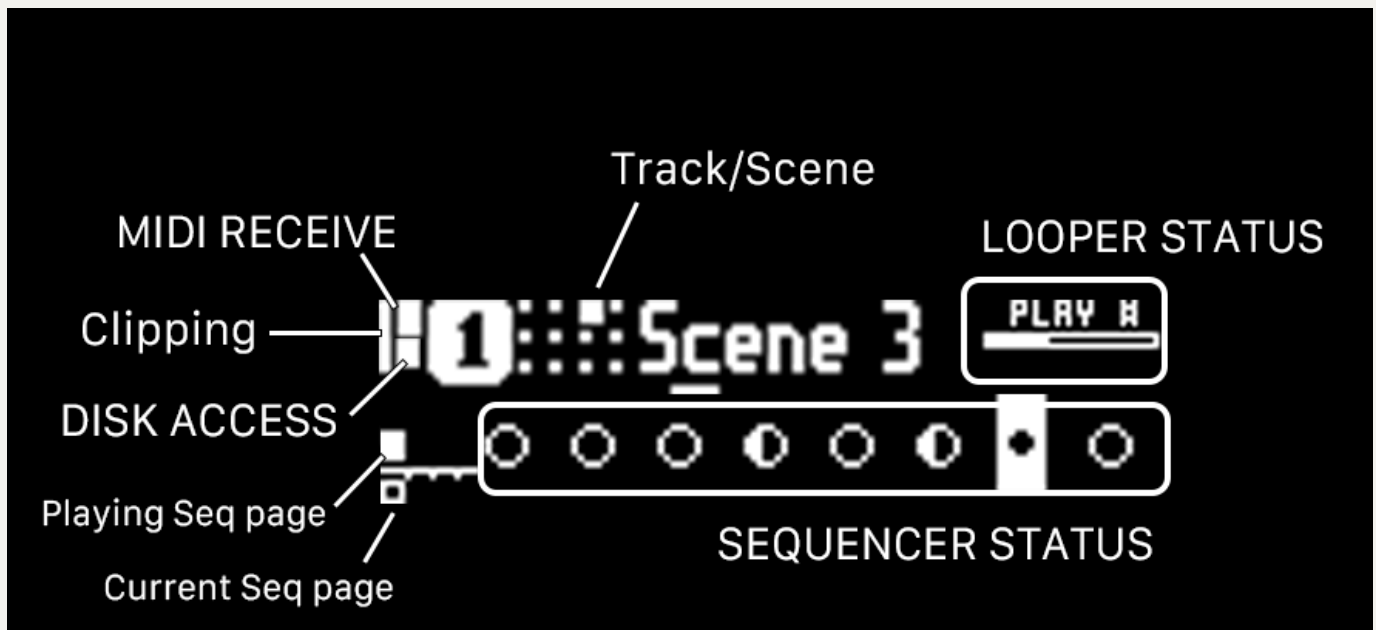 Track/Scene
MIDI RECEIVE
LOOPER STATUS
Clipping
1
Scene 3
PLAY
DISK ACCESS
Playing Seq page
SEQUENCER STATUS
Current Seq page